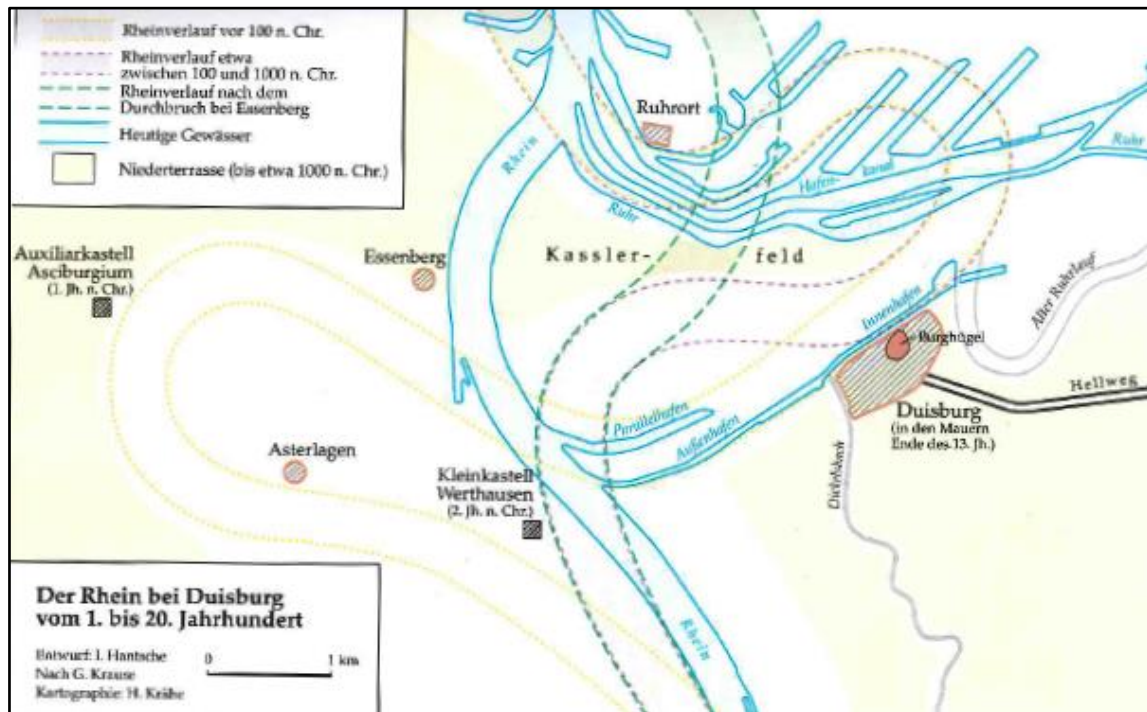 Rheinverlauf vor 100 n. Chr.
Rheinverlauf etwa
zwischen 100 und 1000 n. Chr.
Rheinverlauf nach dem
Durchbruch bei Essenberg
Heutige Gewässer
Niederterrasse (bis etwa 1000 n. Chr.)
Ruhrort
Rhein
Ruhr
Hafen-
kanal
Ruhr
Auxiliarkastell
Asciburgium
(1. Jh. n. Chr.)
Essenberg
Kassler-
feld
Alter Ruhrlauf
Innenhafen
Burghügel
Hellweg
Parallelhafen
Außenhafen
Duisburg
(in den Mauern
Ende des 13. Jh.)
Asterlagen
Kleinkastell
Werthausen
(2. Jh. n. Chr.)
Dickelsbach
Rhein
Der Rhein bei Duisburg
vom 1. bis 20. Jahrhundert
Entwurf: I. Hantsche
Nach G. Krause
Kartographie: H. Krähe
0
1 km